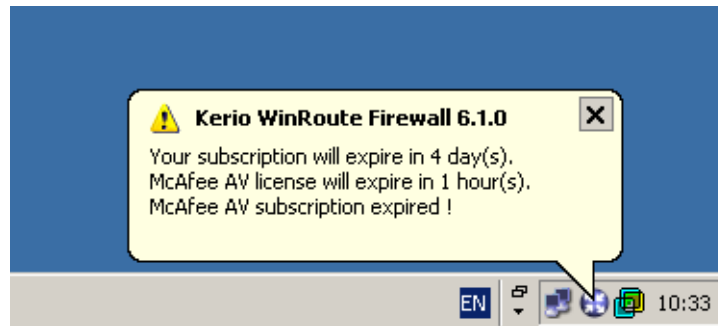 Kerio WinRoute Firewall 6.1.0
Your subscription will expire in 4 day(s).
McAfee AV license will expire in 1 hour(s).
McAfee AV subscription expired !
EN
10:33